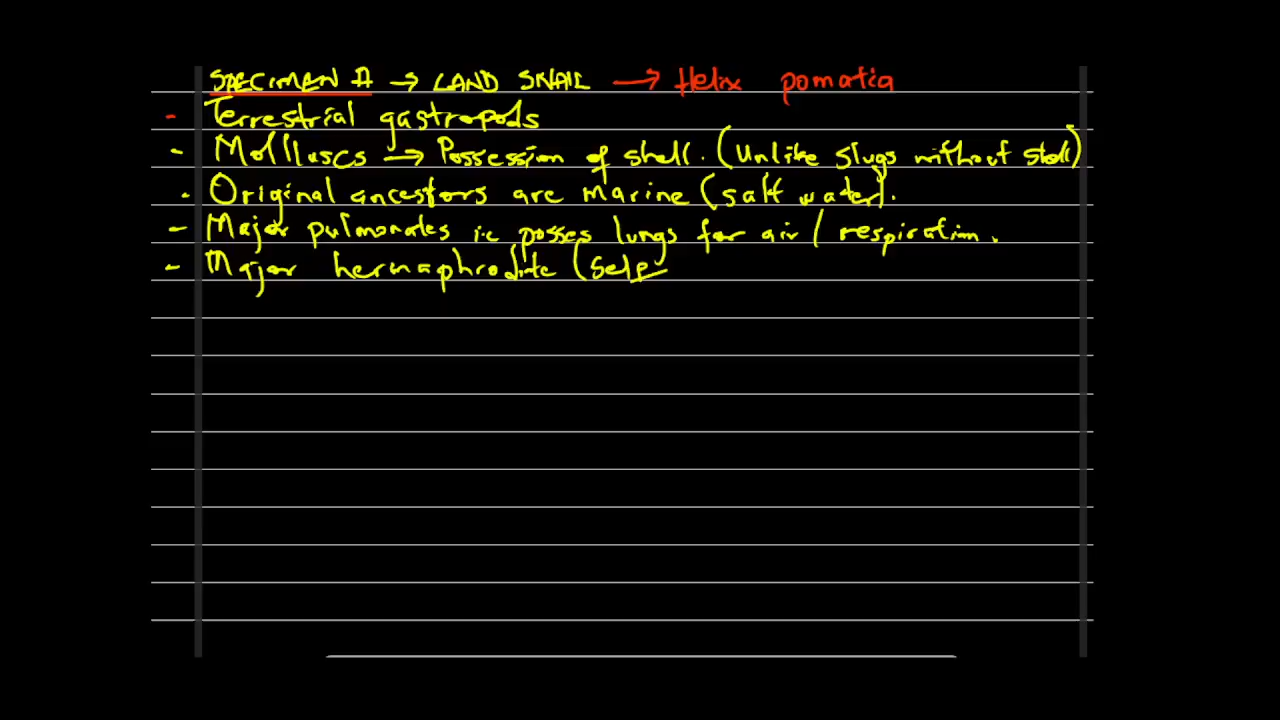 SPECIMEN A → LAND SNAIL → Helix pomatia
- Terrestrial gastropods
- Mollluscs → Possession of shell. (Unlike slugs without shell)
- Original ancestors are marine (salt water).
- Major pulmonates i.e posses lungs for air / respiration.
- Major hermaphrodite (Self